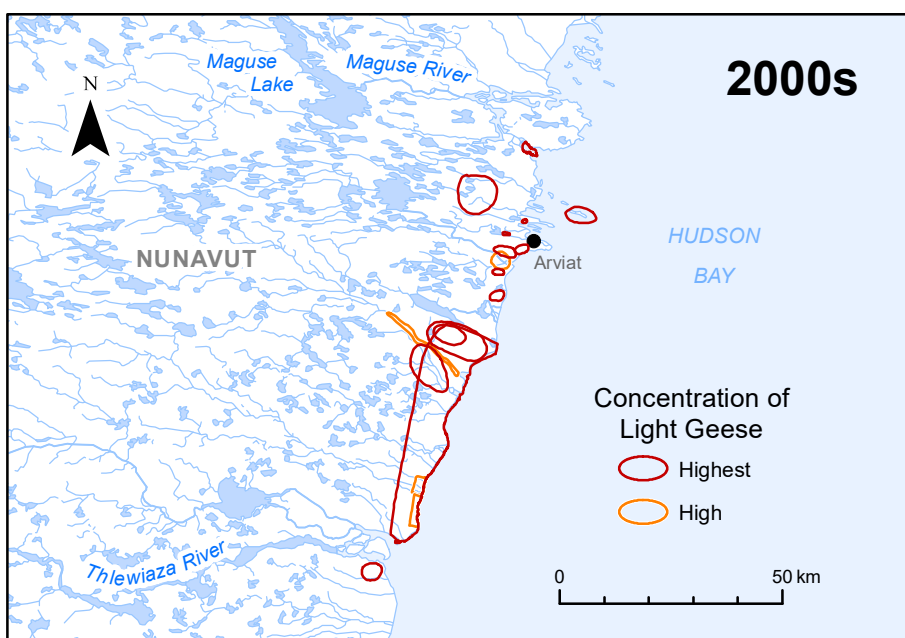 2000s
Maguse
Lake
Maguse River
N
NUNAVUT
Arviat
HUDSON
BAY
Concentration of
Light Geese
Highest
High
Thlewiaza River
0
50 km